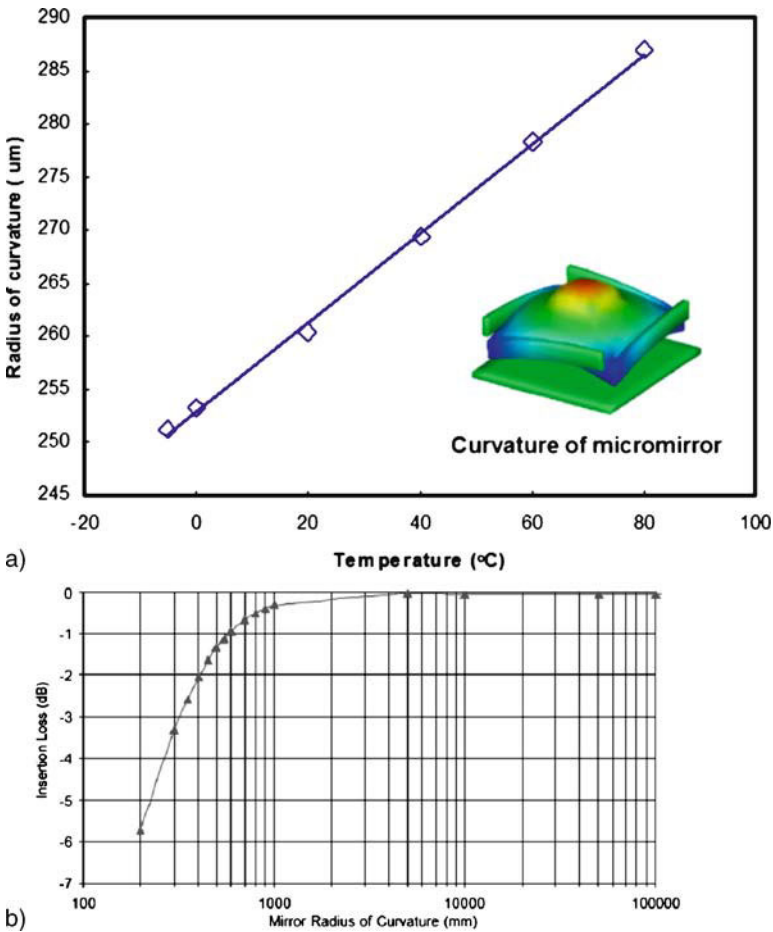 290
285
280
275
270
265
260
255
250
245
Radius of curvature ( um)
-20 0 20 40 60 80 100
Temperature (ºC)
Curvature of micromirror
a)
0
-1
-2
-3
-4
-5
-6
-7
Insertion Loss (dB)
100 1000 10000 100000
Mirror Radius of Curvature (mm)
b)